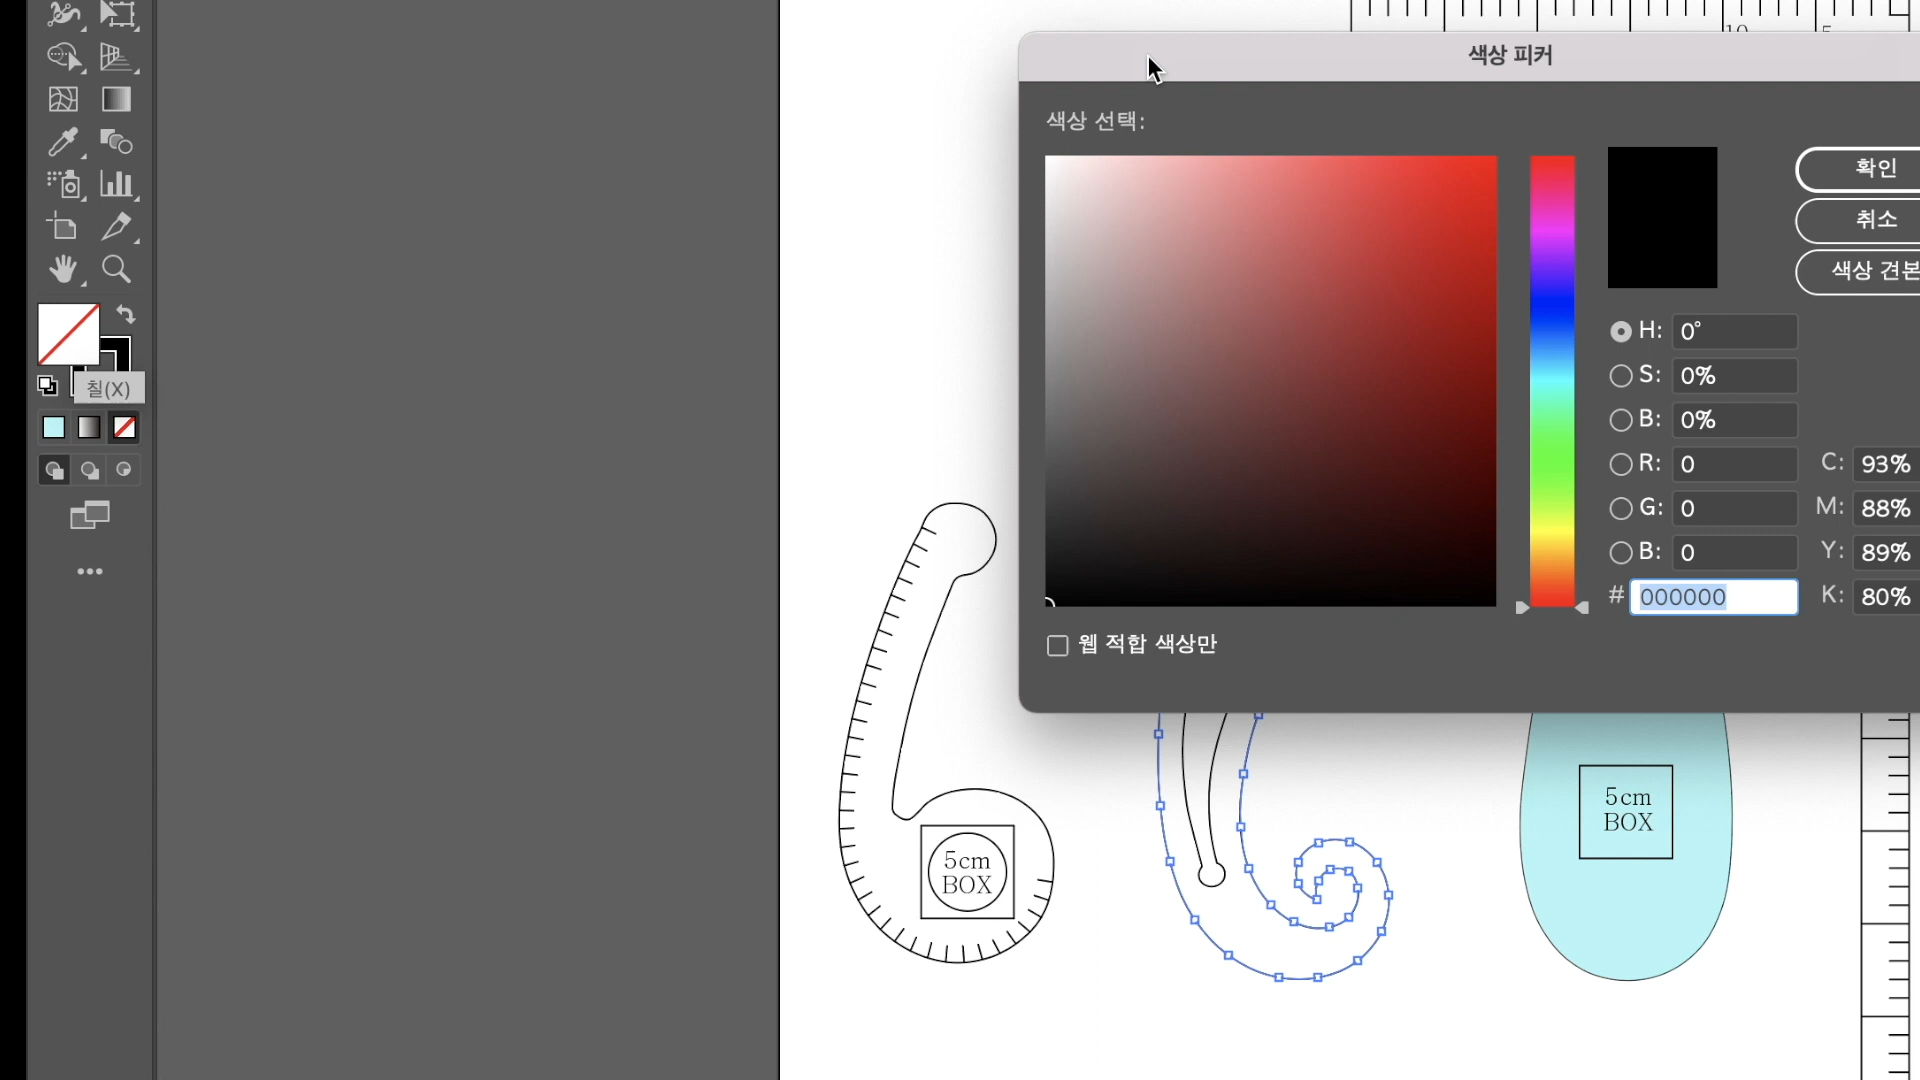 10
5
색상 피커
색상 선택:
확인
취소
색상 견본
H: 0°
S: 0%
B: 0%
R: 0
C: 93%
G: 0
M: 88%
B: 0
Y: 89%
# 000000
K: 80%
웹 적합 색상만
칠(X)
5cm
BOX
5cm
BOX